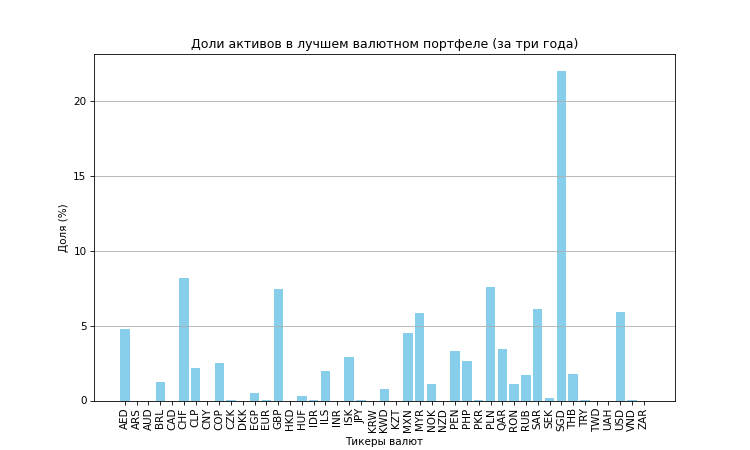 Доли активов в лучшем валютном портфеле (за три года)
Доля (%)
20
15
10
5
0
AED ARS AUD BRL CAD CHF CLP CNY COP CZK DKK EGP EUR GBP HKD HUF IDR ILS INR ISK JPY KRW KWD KZT MXN MYR NOK NZD PEN PHP PKR PLN QAR RON RUB SAR SEK SGD THB TRY TWD UAH USD VND ZAR
Тикеры валют